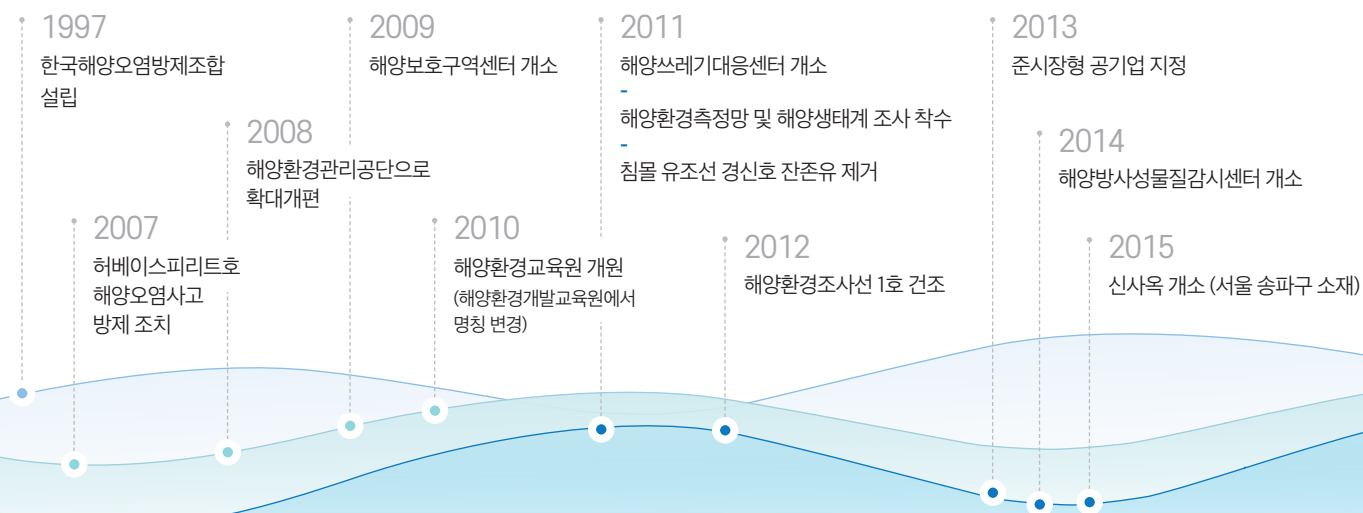 1997
한국해양오염방제조합
설립
2007
허베이스피리트호
해양오염사고
방제 조치
2008
해양환경관리공단으로
확대개편
2009
해양보호구역센터 개소
2010
해양환경교육원 개원
(해양환경개발교육원에서
명칭 변경)
2011
해양쓰레기대응센터 개소
-
해양환경측정망 및 해양생태계 조사 착수
-
침몰 유조선 경신호 잔존유 제거
2012
해양환경조사선 1호 건조
2013
준시장형 공기업 지정
2014
해양방사성물질감시센터 개소
2015
신사옥 개소 (서울 송파구 소재)